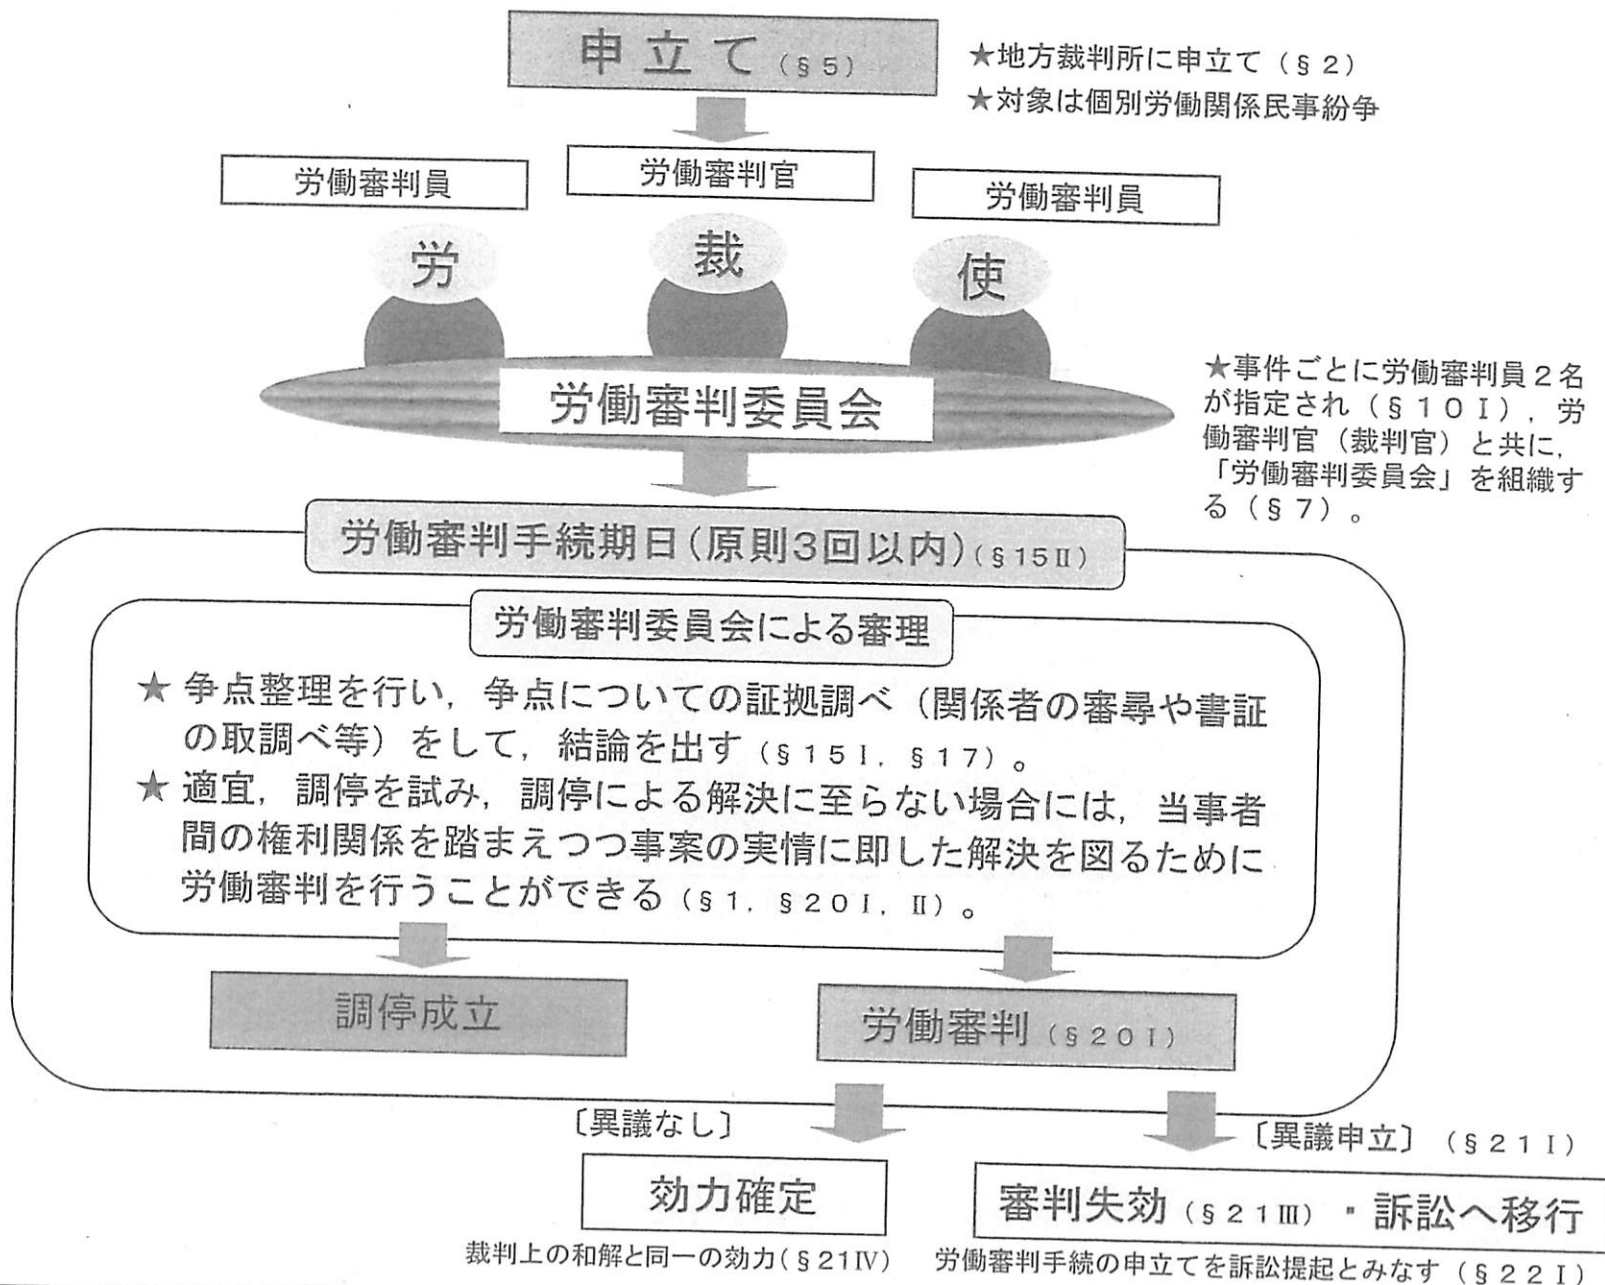 申立て(§5)
★地方裁判所に申立て(§2)
★対象は個別労働関係民事紛争
労働審判員
労働審判官
労働審判員
労
裁
使
労働審判委員会
★事件ごとに労働審判員2名
が指定され(§10Ⅰ),労
働審判官(裁判官)と共に,
「労働審判委員会」を組織す
る(§7)。
労働審判手続期日(原則3回以内)(§15Ⅱ)
労働審判委員会による審理
★ 争点整理を行い,争点についての証拠調べ(関係者の審尋や書証
の取調べ等)をして,結論を出す(§15Ⅰ,§17)。
★ 適宜,調停を試み,調停による解決に至らない場合には,当事者
間の権利関係を踏まえつつ事案の実情に即した解決を図るために
労働審判を行うことができる(§1.§20Ⅰ,Ⅱ)。
調停成立
労働審判(§20Ⅰ)
〔異議なし〕
〔異議申立〕(§21Ⅰ)
効力確定
審判失効(§21Ⅲ)・訴訟へ移行
裁判上の和解と同一の効力(§21Ⅳ)
労働審判手続の申立てを訴訟提起とみなす(§22Ⅰ)